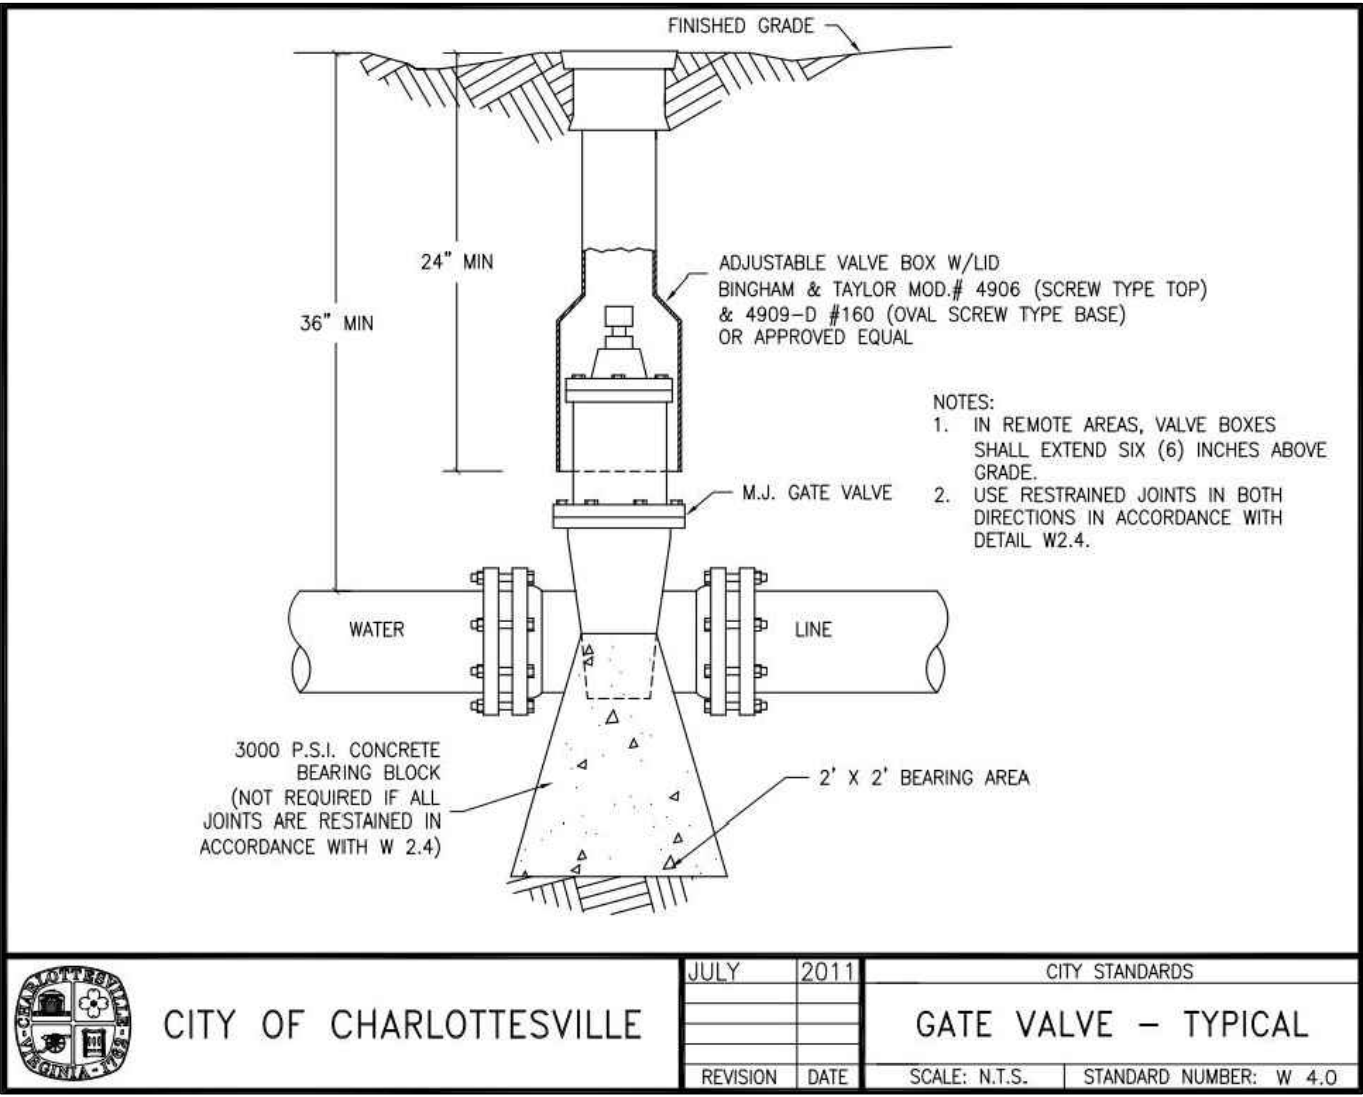 FINISHED GRADE
24" MIN
36" MIN
ADJUSTABLE VALVE BOX W/LID
BINGHAM & TAYLOR MOD.# 4906 (SCREW TYPE TOP)
& 4909-D #160 (OVAL SCREW TYPE BASE)
OR APPROVED EQUAL
NOTES:
1. IN REMOTE AREAS, VALVE BOXES
SHALL EXTEND SIX (6) INCHES ABOVE
GRADE.
2. USE RESTRAINED JOINTS IN BOTH
DIRECTIONS IN ACCORDANCE WITH
DETAIL W2.4.
M.J. GATE VALVE
WATER
LINE
3000 P.S.I. CONCRETE
BEARING BLOCK
(NOT REQUIRED IF ALL
JOINTS ARE RESTAINED IN
ACCORDANCE WITH W 2.4)
2' X 2' BEARING AREA
CHARLOTTESVILLE
VIRGINIA-1762
CITY OF CHARLOTTESVILLE
JULY 2011
REVISION DATE
CITY STANDARDS
GATE VALVE - TYPICAL
SCALE: N.T.S.
STANDARD NUMBER: W 4.0